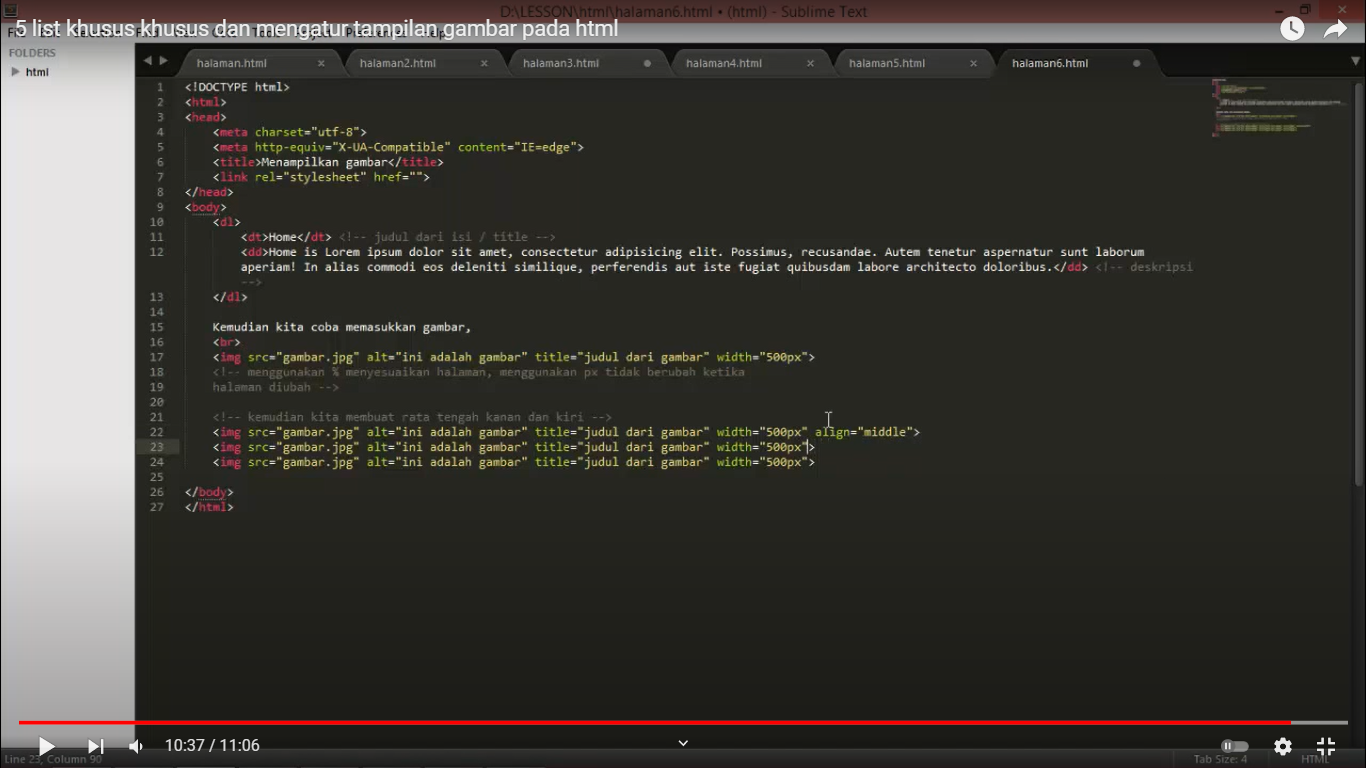 D:\LESSON\html\halaman6.html • (html) - Sublime Text
5 list khusus khusus dan mengatur tampilan gambar pada html
FOLDERS
html
halaman.html × halaman2.html × halaman3.html halaman4.html × halaman5.html × halaman6.html
1 <!DOCTYPE html>
2 <html>
3 <head>
4 <meta charset="utf-8">
5 <meta http-equiv="X-UA-Compatible" content="IE=edge">
6 <title>Menampilkan gambar</title>
7 <link rel="stylesheet" href="">
8 </head>
9 <body>
10 <dl>
11 <dt>Home</dt> <!-- judul dari isi / title -->
12 <dd>Home is Lorem ipsum dolor sit amet, consectetur adipisicing elit. Possimus, recusandae. Autem tenetur aspernatur sunt laborum
aperiam! In alias commodi eos deleniti similique, perferendis aut iste fugiat quibusdam labore architecto doloribus.</dd> <!-- deskripsi
-->
13 </dl>
14
15 Kemudian kita coba memasukkan gambar,
16 <br>
17 <img src="gambar.jpg" alt="ini adalah gambar" title="judul dari gambar" width="500px">
18 <!-- menggunakan % menyesuaikan halaman, menggunakan px tidak berubah ketika
19 halaman diubah -->
20
21 <!-- kemudian kita membuat rata tengah kanan dan kiri -->
22 <img src="gambar.jpg" alt="ini adalah gambar" title="judul dari gambar" width="500px" align="middle">
23 <img src="gambar.jpg" alt="ini adalah gambar" title="judul dari gambar" width="500px">
24 <img src="gambar.jpg" alt="ini adalah gambar" title="judul dari gambar" width="500px">
25
26 </body>
27 </html>
10:37 / 11:06
Line 23, Column 90 Tab Size: 4 HTML